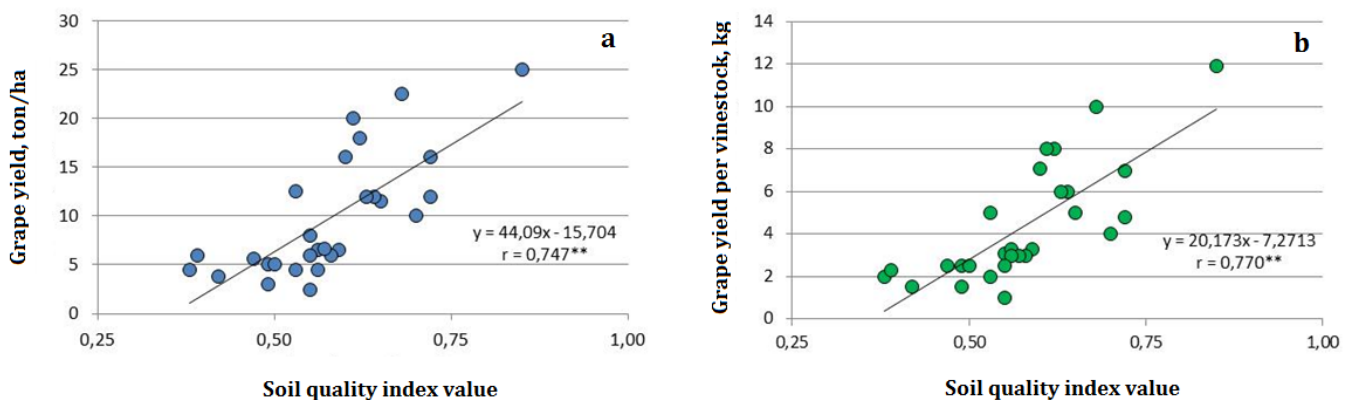 a
Grape yield, ton/ha
30
25
20
15
10
5
0
0,25
0,50
0,75
1,00
y = 44,09x - 15,704
r = 0,747**
Soil quality index value
b
Grape yield per vinestock, kg
14
12
10
8
6
4
2
0
0,25
0,50
0,75
1,00
y = 20,173x - 7,2713
r = 0,770**
Soil quality index value